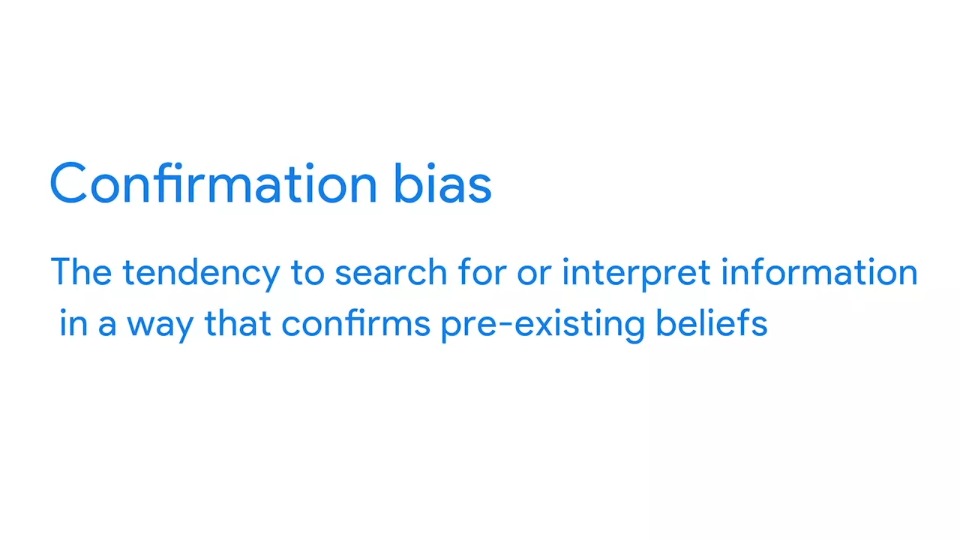 Confirmation bias
The tendency to search for or interpret information
in a way that confirms pre-existing beliefs